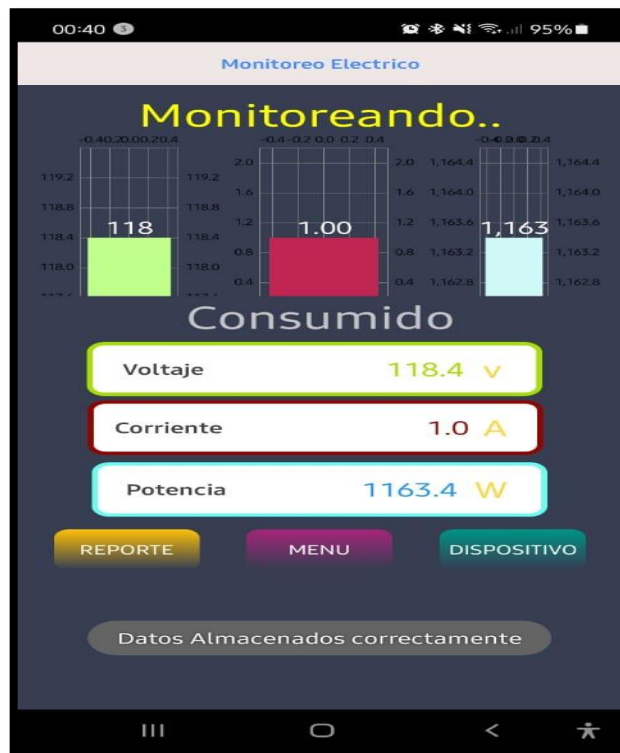 00:40 3 95%
Monitoreo Electrico
Monitoreando..
-0.4 -0.2 0.0 0.2 0.4
2.0 2.0 1,164.4 1,164.4
119.2 119.2
1.6 1.6 1,164.0 1,164.0
118.8 118.8
1.2 1.2 1,163.6 1,163.6
118 1.00 1,163
118.4 118.4
0.8 0.8 1,163.2 1,163.2
118.0 118.0
0.4 0.4 1,162.8 1,162.8
Consumido
Voltaje 118.4 v
Corriente 1.0 A
Potencia 1163.4 W
REPORTE MENU DISPOSITIVO
Datos Almacenados correctamente